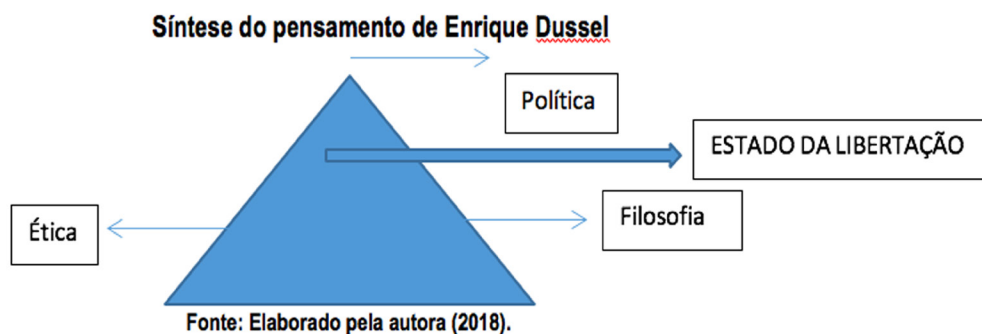 Síntese do pensamento de Enrique Dussel
Política
ESTADO DA LIBERTAÇÃO
Ética
Filosofia
Fonte: Elaborado pela autora (2018).